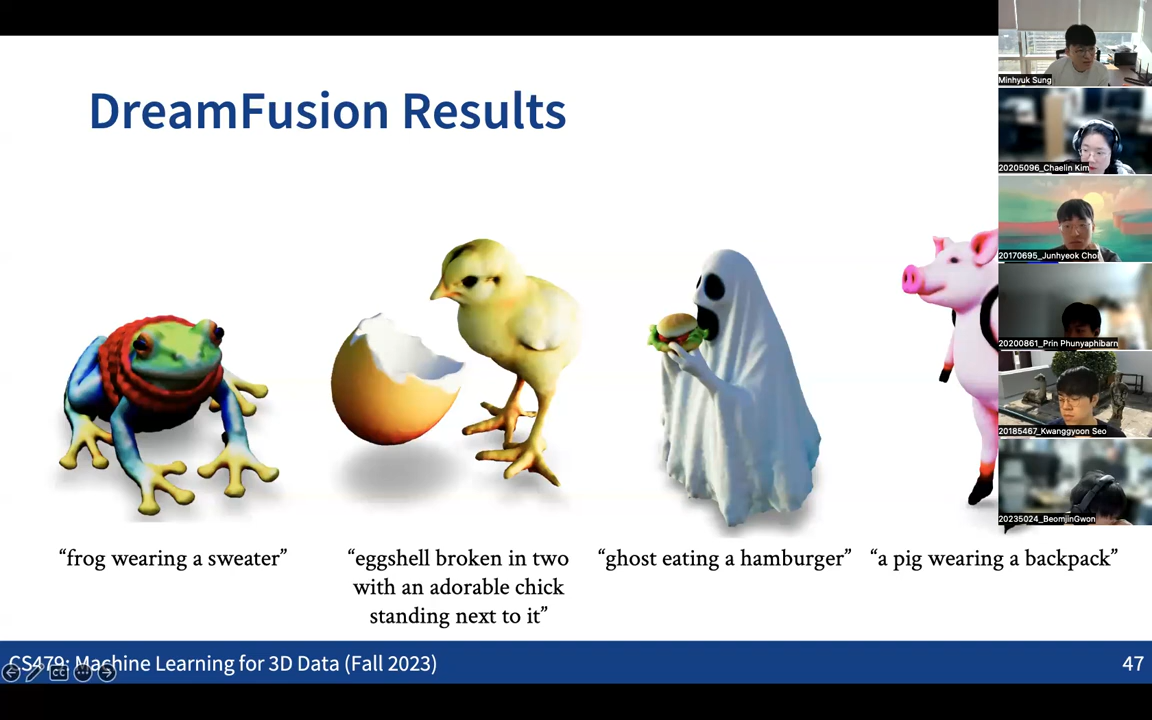 DreamFusion Results
Minhyuk Sung
20205096_Chaelin Kim
20170695_Junhyeok Choi
20200861_Prin Phunyaphibarn
20185467_Kwanggyoon Seo
20235024_BeomjinGwon
“frog wearing a sweater”
“eggshell broken in two
with an adorable chick
standing next to it”
“ghost eating a hamburger”
“a pig wearing a backpack”
CS479: Machine Learning for 3D Data (Fall 2023)
CC
47